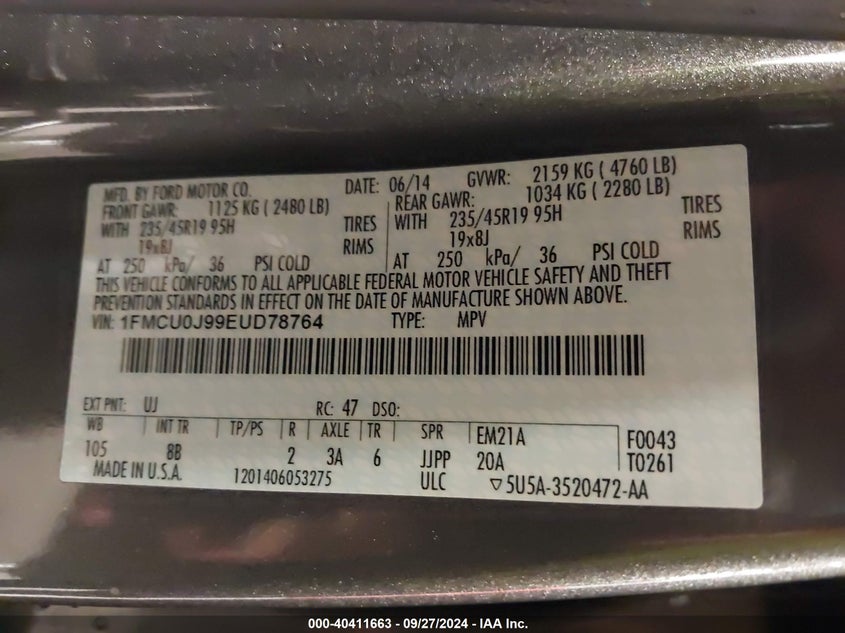 MFD. BY FORD MOTOR CO. DATE: 06/14 GVWR: 2159 KG ( 4760 LB)
FRONT GAWR: 1125 KG ( 2480 LB) REAR GAWR: 1034 KG ( 2280 LB)
WITH 235/45R19 95H TIRES WITH 235/45R19 95H TIRES
19x8J RIMS 19x8J RIMS
AT 250 kPa/ 36 PSI COLD AT 250 kPa/ 36 PSI COLD
THIS VEHICLE CONFORMS TO ALL APPLICABLE FEDERAL MOTOR VEHICLE SAFETY AND THEFT
PREVENTION STANDARDS IN EFFECT ON THE DATE OF MANUFACTURE SHOWN ABOVE.
VIN: 1FMCU0J99EUD78764 TYPE: MPV
EXT PNT: UJ RC: 47 DSO:
WB INT TR TP/PS R AXLE TR SPR EM21A F0043
105 8B 2 3A 6 JJPP 20A T0261
MADE IN U.S.A. 1201406053275 ULC ▽5U5A-3520472-AA
000-40411663 - 09/27/2024 - IAA Inc.